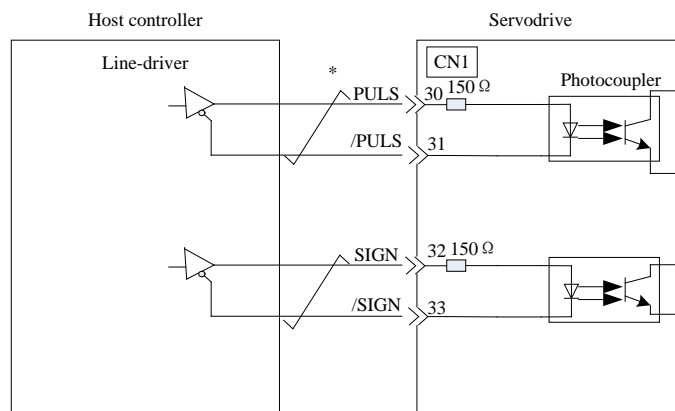 Host controller
Servodrive
Line-driver
CN1
*
Photocoupler
PULS
30 150 Ω
/PULS
31
SIGN
32 150 Ω
/SIGN
33